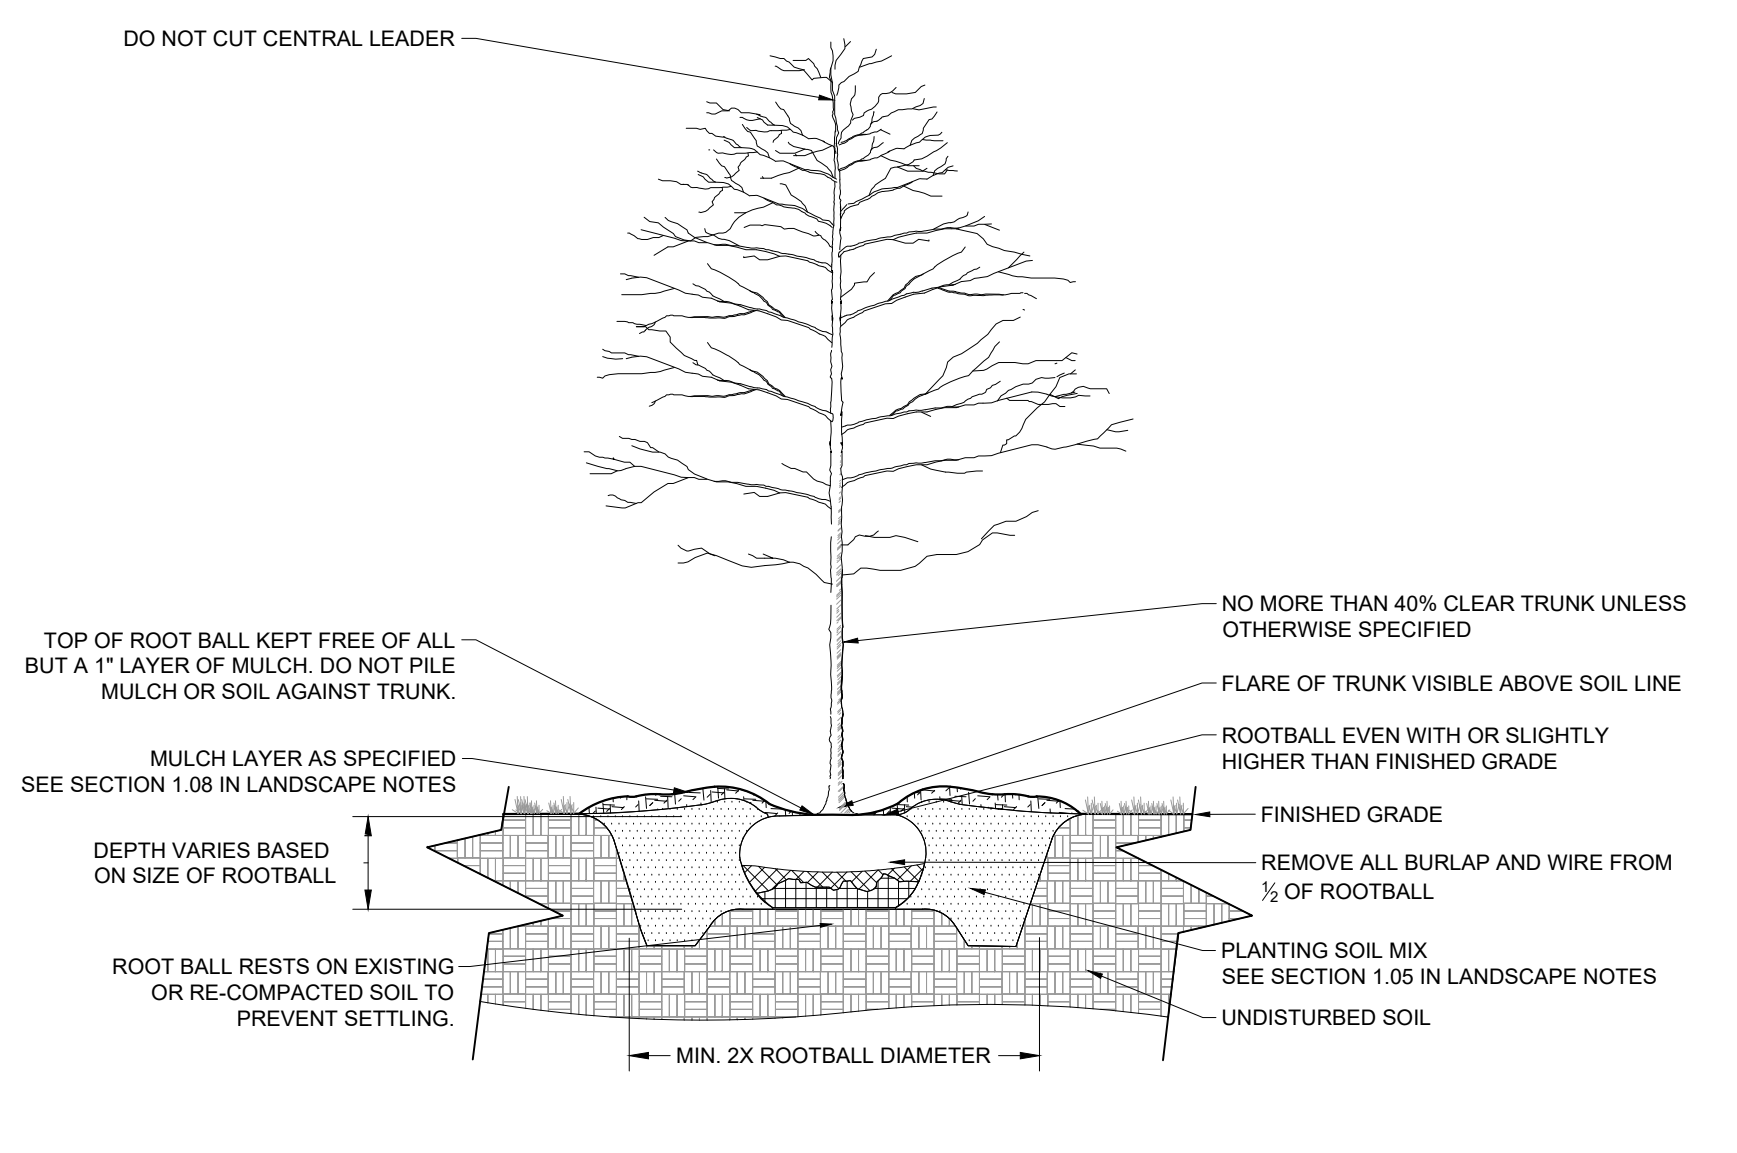 DO NOT CUT CENTRAL LEADER
NO MORE THAN 40% CLEAR TRUNK UNLESS
OTHERWISE SPECIFIED
TOP OF ROOT BALL KEPT FREE OF ALL
BUT A 1" LAYER OF MULCH. DO NOT PILE
MULCH OR SOIL AGAINST TRUNK.
FLARE OF TRUNK VISIBLE ABOVE SOIL LINE
ROOTBALL EVEN WITH OR SLIGHTLY
HIGHER THAN FINISHED GRADE
MULCH LAYER AS SPECIFIED
SEE SECTION 1.08 IN LANDSCAPE NOTES
FINISHED GRADE
DEPTH VARIES BASED
ON SIZE OF ROOTBALL
REMOVE ALL BURLAP AND WIRE FROM
½ OF ROOTBALL
PLANTING SOIL MIX
SEE SECTION 1.05 IN LANDSCAPE NOTES
ROOT BALL RESTS ON EXISTING
OR RE-COMPACTED SOIL TO
PREVENT SETTLING.
UNDISTURBED SOIL
MIN. 2X ROOTBALL DIAMETER